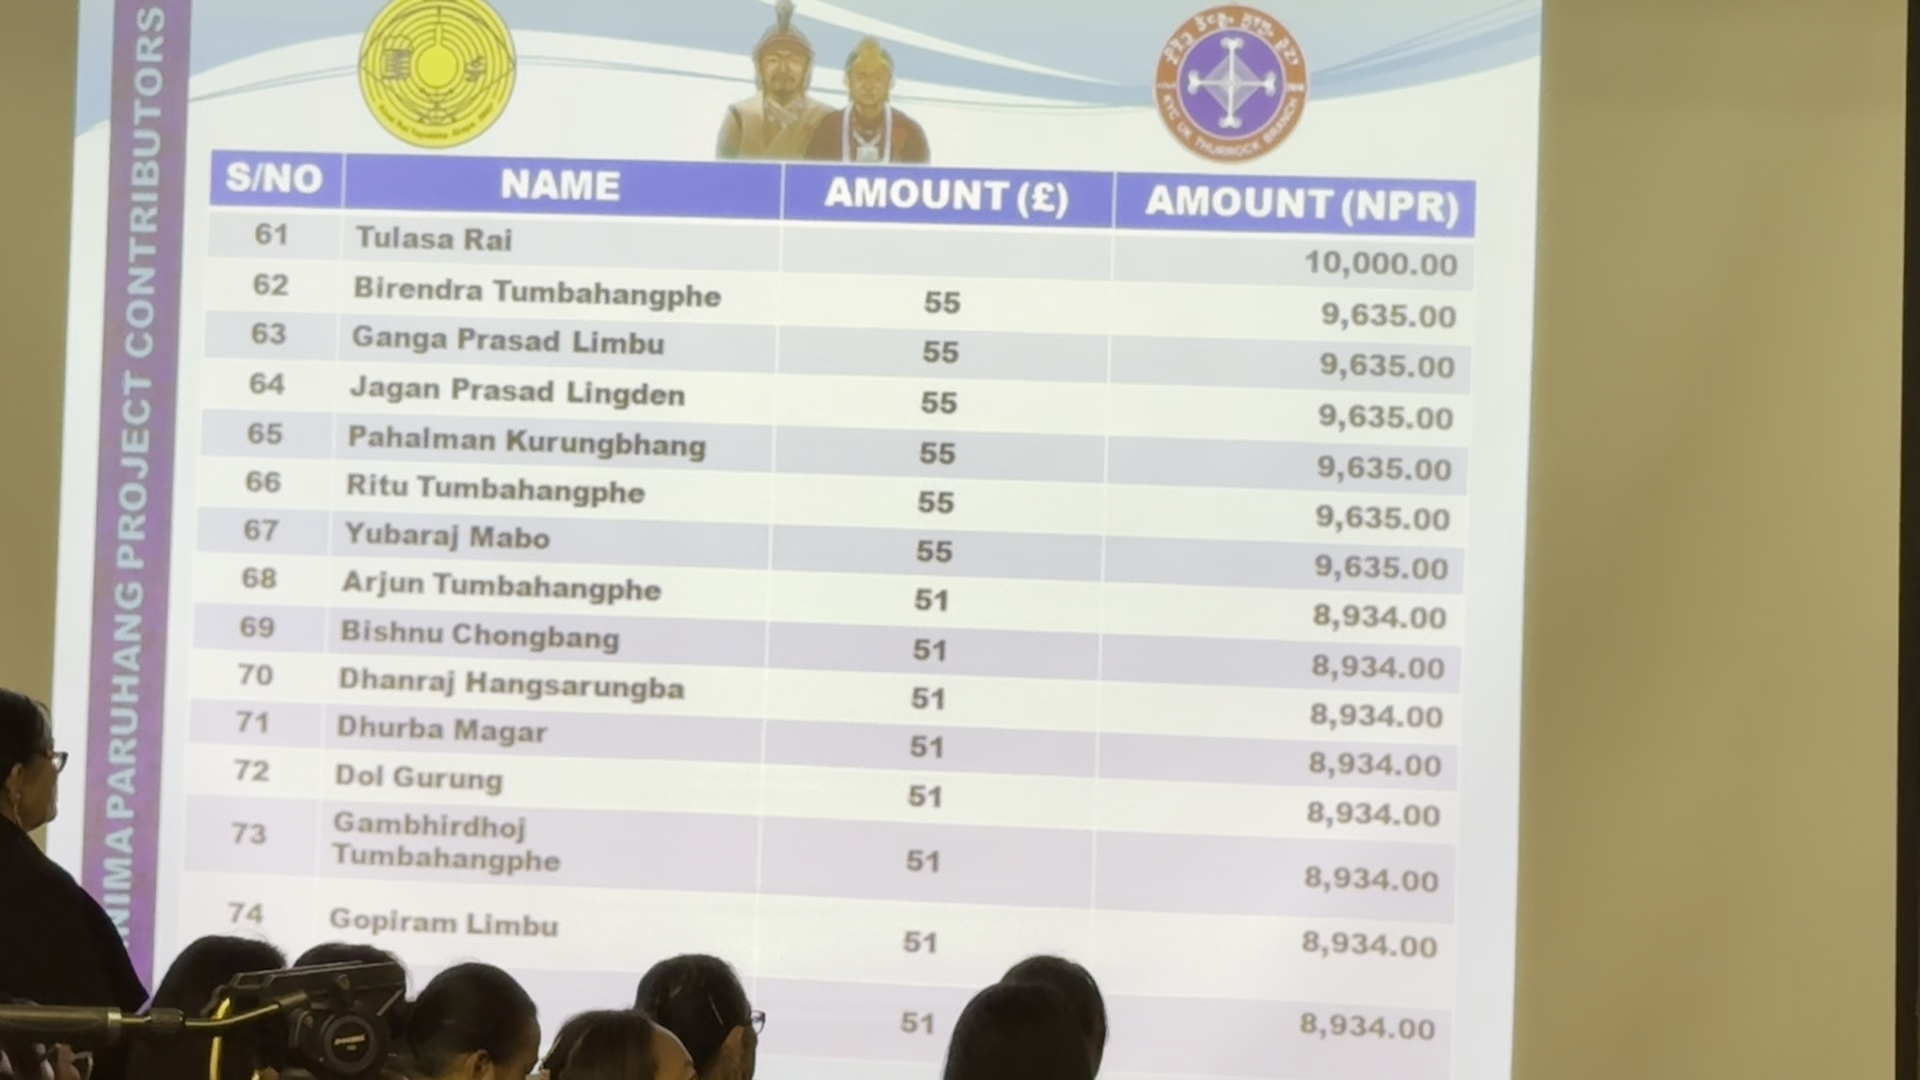 NIMA PARUHANG PROJECT CONTRIBUTORS
KYC UK THURROCK BRANCH
S/NO NAME AMOUNT (£) AMOUNT (NPR)
61 Tulasa Rai 10,000.00
62 Birendra Tumbahangphe 55 9,635.00
63 Ganga Prasad Limbu 55 9,635.00
64 Jagan Prasad Lingden 55 9,635.00
65 Pahalman Kurungbhang 55 9,635.00
66 Ritu Tumbahangphe 55 9,635.00
67 Yubaraj Mabo 55 9,635.00
68 Arjun Tumbahangphe 51 8,934.00
69 Bishnu Chongbang 51 8,934.00
70 Dhanraj Hangsarungba 51 8,934.00
71 Dhurba Magar 51 8,934.00
72 Dol Gurung 51 8,934.00
73 Gambhirdhoj
Tumbahangphe 51 8,934.00
74 Gopiram Limbu 51 8,934.00
51 8,934.00